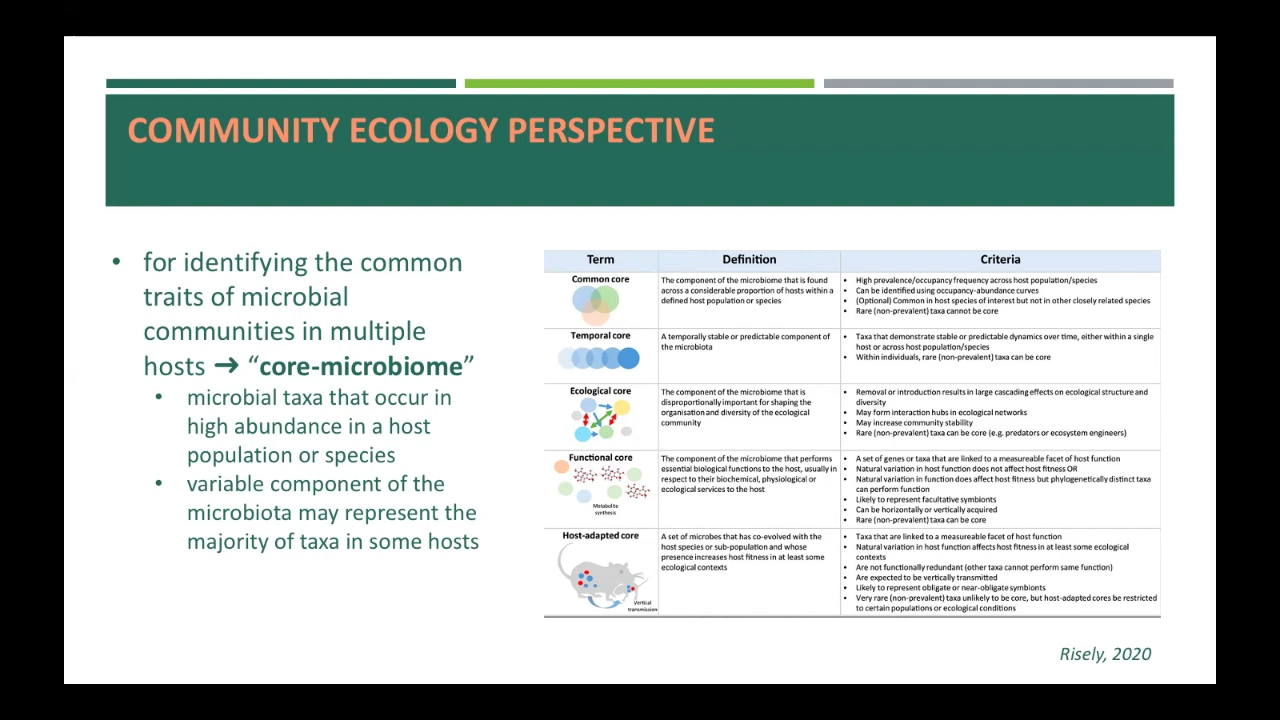 COMMUNITY ECOLOGY PERSPECTIVE
• for identifying the common
traits of microbial
communities in multiple
hosts ➜ “core-microbiome”
• microbial taxa that occur in
high abundance in a host
population or species
• variable component of the
microbiota may represent the
majority of taxa in some hosts
Term Definition Criteria
Common core
The component of the microbiome that is found
across a considerable proportion of hosts within a
defined host population or species
• High prevalence/occupancy frequency across host population/species
• Can be identified using occupancy-abundance curves
• (Optional) Common in host species of interest but not in other closely related species
• Rare (non-prevalent) taxa cannot be core
Temporal core
A temporally stable or predictable component of
the microbiota
• Taxa that demonstrate stable or predictable dynamics over time, either within a single
host or across host population/species
• Within individuals, rare (non-prevalent) taxa can be core
Ecological core
The component of the microbiome that is
disproportionally important for shaping the
organisation and diversity of the ecological
community
• Removal or introduction results in large cascading effects on ecological structure and
diversity
• May form interaction hubs in ecological networks
• May increase community stability
• Rare (non-prevalent) taxa can be core (e.g. predators or ecosystem engineers)
Functional core
Metabolite
synthesis
The component of the microbiome that performs
essential biological functions to the host, usually in
respect to their biochemical, physiological or
ecological services to the host
• A set of genes or taxa that are linked to a measureable facet of host function
• Natural variation in host function does not affect host fitness OR
• Natural variation in function does affect host fitness but phylogenetically distinct taxa
can perform function
• Likely to represent facultative symbionts
• Can be horizontally or vertically acquired
• Rare (non-prevalent) taxa can be core
Host-adapted core
Vertical
transmission
A set of microbes that has co-evolved with the
host species or sub-population and whose
presence increases host fitness in at least some
ecological contexts
• Taxa that are linked to a measureable facet of host function
• Natural variation in host function affects host fitness in at least some ecological
contexts
• Are not functionally redundant (other taxa cannot perform same function)
• Are expected to be vertically transmitted
• Likely to represent obligate or near-obligate symbionts
• Very rare (non-prevalent) taxa unlikely to be core, but host-adapted cores be restricted
to certain populations or ecological conditions
Risely, 2020